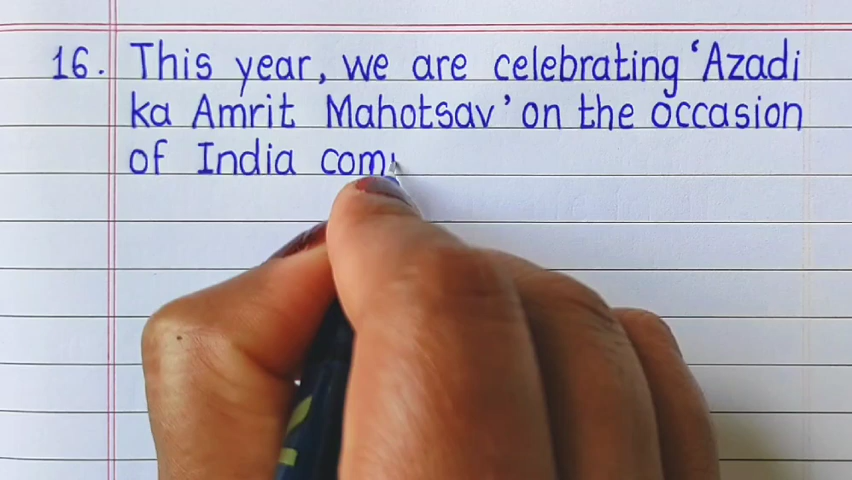 16. This year, we are celebrating ‘Azadi
ka Amrit Mahotsav’ on the occasion
of India com